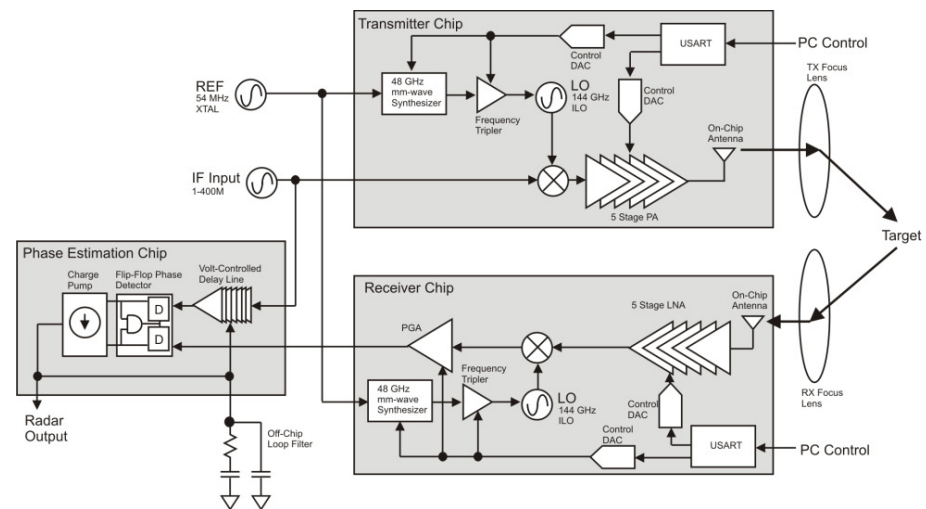 Transmitter Chip
REF
54 MHz
XTAL
48 GHz
mm-wave
Synthesizer
Frequency
Tripler
LO
144 GHz
ILO
Control
DAC
USART
PC Control
Control
DAC
On-Chip
Antenna
5 Stage PA
TX Focus
Lens
IF Input
1-400M
Target
Phase Estimation Chip
Charge
Pump
Flip-Flop Phase
Detector
D
D
Volt-Controlled
Delay Line
Radar
Output
Off-Chip
Loop Filter
Receiver Chip
PGA
5 Stage LNA
On-Chip
Antenna
48 GHz
mm-wave
Synthesizer
Frequency
Tripler
LO
144 GHz
ILO
Control
DAC
Control
DAC
USART
PC Control
RX Focus
Lens